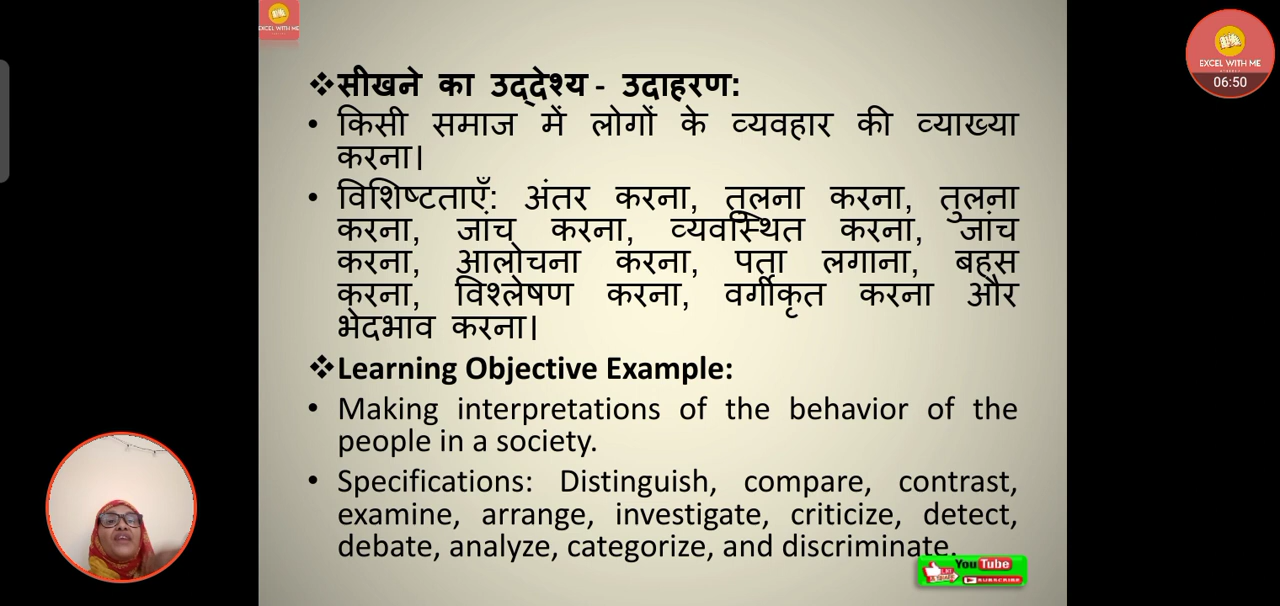 EXCEL WITH ME
EXCEL WITH ME
06:50
❖सीखने का उद्देश्य - उदाहरण:
• किसी समाज में लोगों के व्यवहार की व्याख्या
करना।
• विशिष्टताएँ: अंतर करना, तुलना करना, तुलना
करना, जांच करना, व्यवस्थित करना, जांच
करना, आलोचना करना, पता लगाना, बहस
करना, विश्लेषण करना, वर्गीकृत करना और
भेदभाव करना।
❖Learning Objective Example:
• Making interpretations of the behavior of the
people in a society.
• Specifications: Distinguish, compare, contrast,
examine, arrange, investigate, criticize, detect,
debate, analyze, categorize, and discriminate.
YouTube
SUBSCRIBE